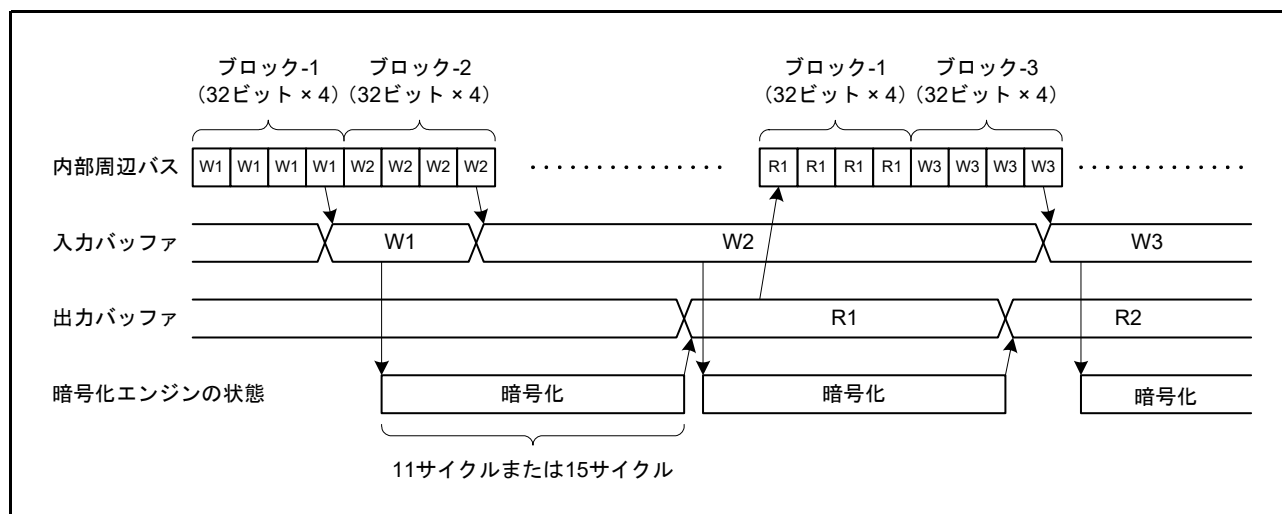 ブロック-1 ブロック-2 ブロック-1 ブロック-3
（32ビット × 4）（32ビット × 4） （32ビット × 4）（32ビット × 4）
内部周辺バス W1 W1 W1 W1 W2 W2 W2 W2 ・・・・・・・・・・・・・・・ R1 R1 R1 R1 W3 W3 W3 W3 ・・・・・・・・・・・・・
入力バッファ W1 W2 W3
出力バッファ R1 R2
暗号化エンジンの状態 暗号化 暗号化 暗号化
11サイクルまたは15サイクル